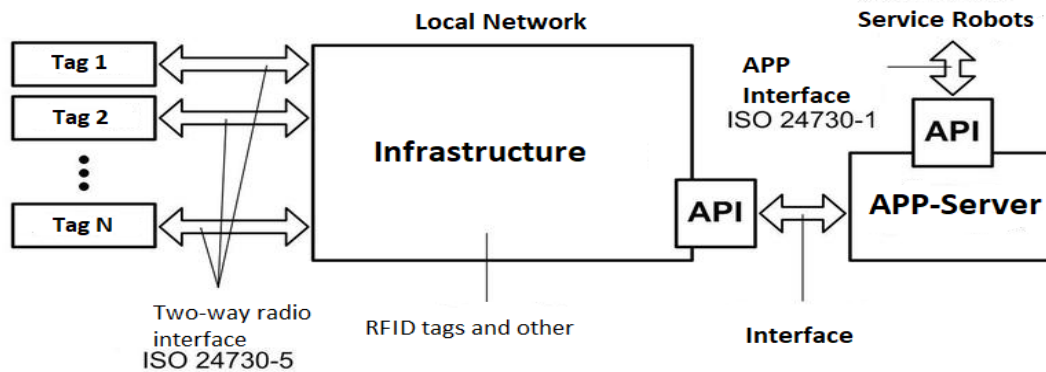 Local Network
Service Robots
Tag 1
Tag 2
Tag N
Infrastructure
APP
Interface
ISO 24730-1
API
API
APP-Server
Two-way radio
interface
ISO 24730-5
RFID tags and other
Interface